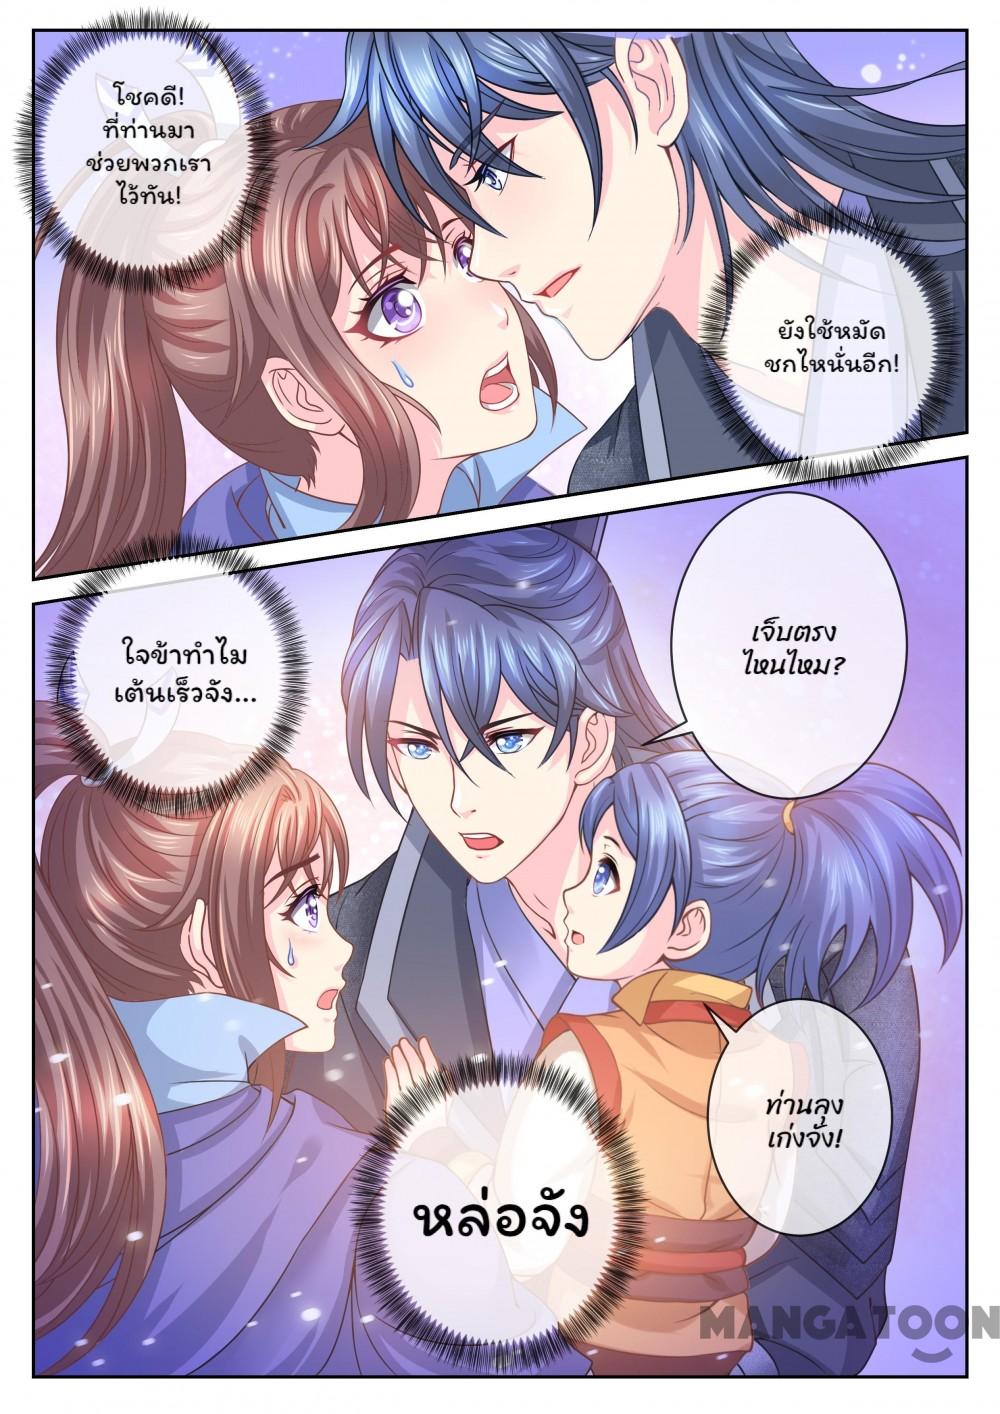 โชคดี!
ที่ท่านมา
ช่วยพวกเรา
ไว้ทัน!
ยังใช้หมัด
ชกไหนั่นอีก!
ใจข้าทำไม
เต้นเร็วจัง...
เจ็บตรง
ไหนไหม?
ท่านลุง
เก่งจัง!
หล่อจัง
MANGATOON